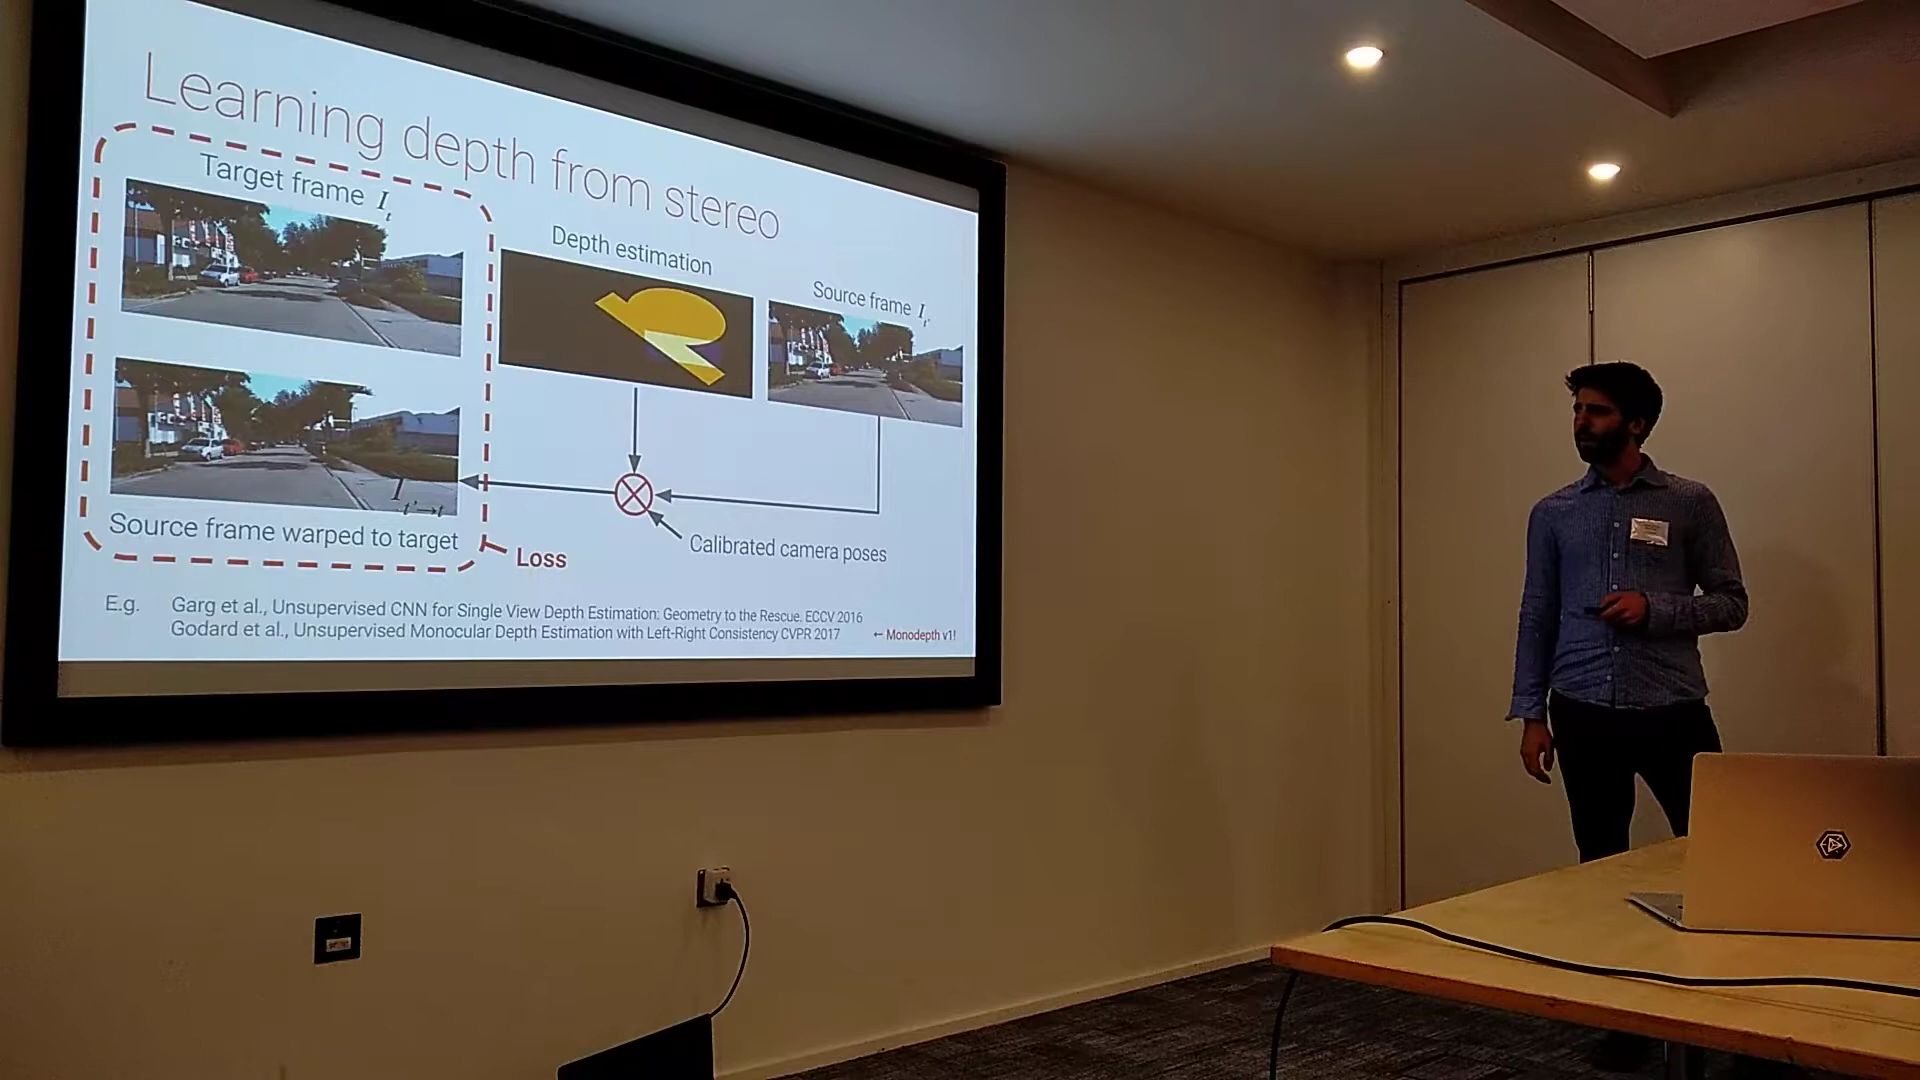 Learning depth from stereo
Target frame I_t
Depth estimation
Source frame I_t'
I_t'→t
Source frame warped to target
Loss
Calibrated camera poses
E.g. Garg et al., Unsupervised CNN for Single View Depth Estimation: Geometry to the Rescue. ECCV 2016
Godard et al., Unsupervised Monocular Depth Estimation with Left-Right Consistency CVPR 2017 ← Monodepth v1!